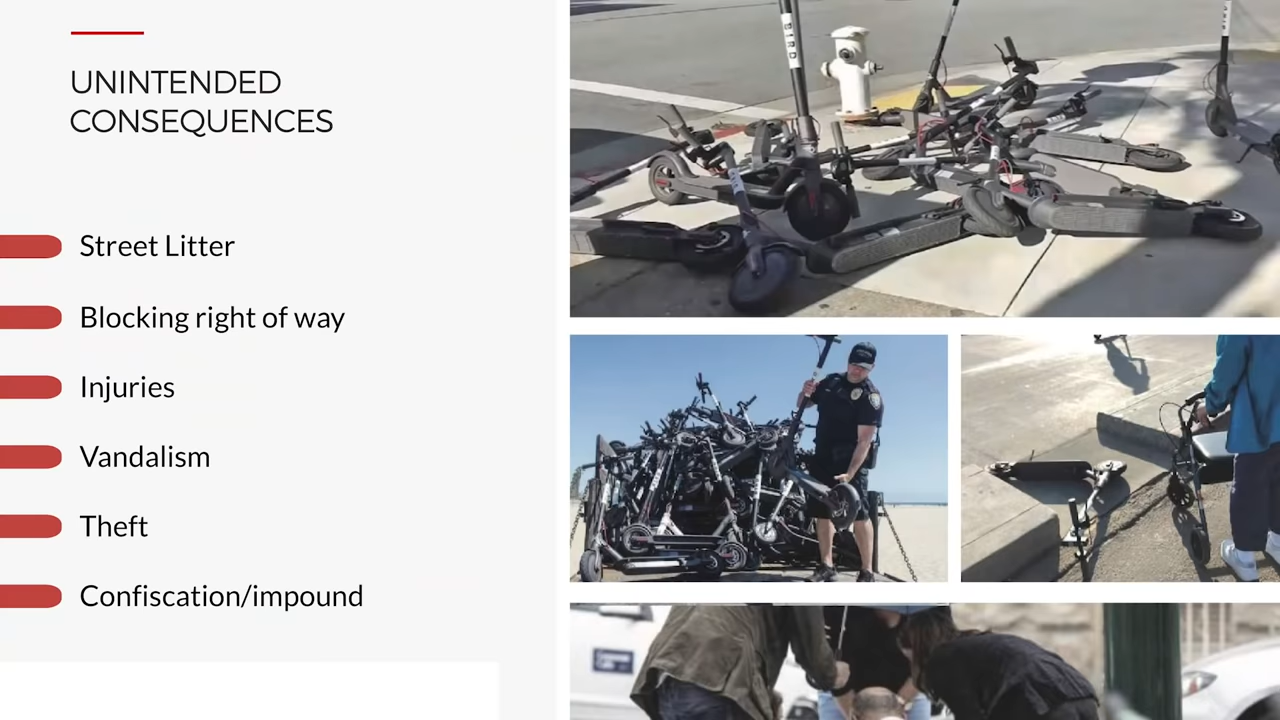 UNINTENDED
CONSEQUENCES
Street Litter
Blocking right of way
Injuries
Vandalism
Theft
Confiscation/impound
BIRD